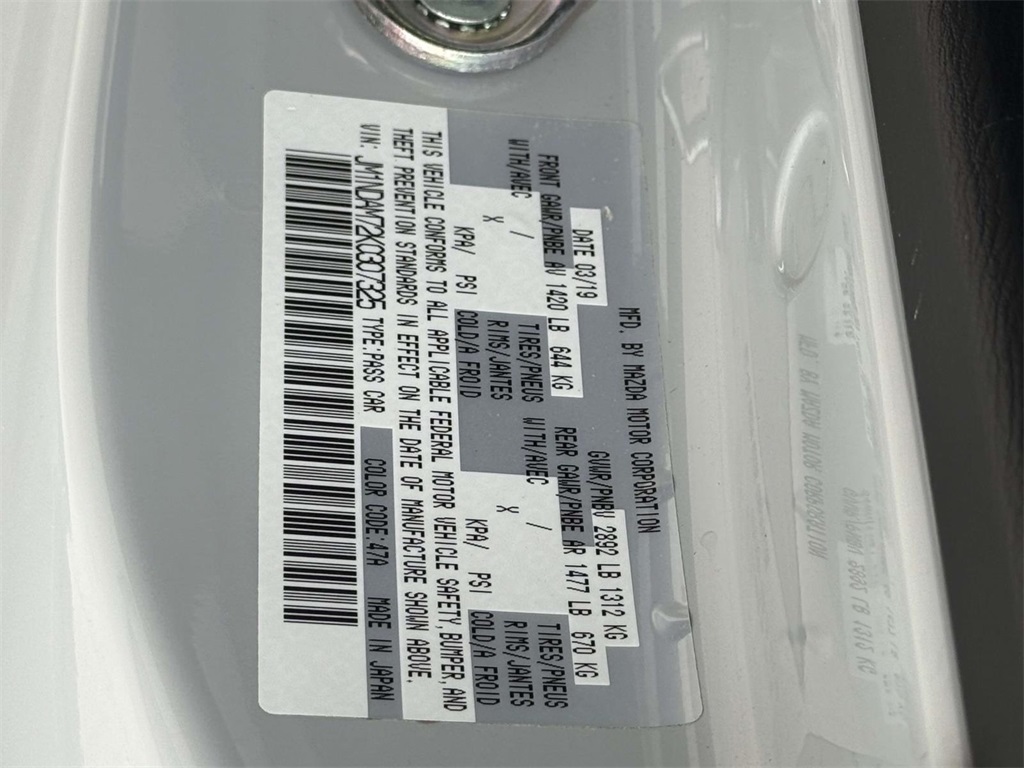 MFD. BY MAZDA MOTOR CORPORATION
DATE 03/19 GVWR/PNBV 2892 LB 1312 KG
FRONT GAWR/PNBE AV 1420 LB 644 KG REAR GAWR/PNBE AR 1477 LB 670 KG
WITH/AVEC / TIRES/PNEUS WITH/AVEC / TIRES/PNEUS
X RIMS/JANTES X RIMS/JANTES
KPA/ PSI COLD/A FROID KPA/ PSI COLD/A FROID
THIS VEHICLE CONFORMS TO ALL APPLICABLE FEDERAL MOTOR VEHICLE SAFETY, BUMPER, AND
THEFT PREVENTION STANDARDS IN EFFECT ON THE DATE OF MANUFACTURE SHOWN ABOVE.
VIN: JM1NDAM72K0307325 TYPE:PASS CAR COLOR CODE:47A MADE IN JAPAN